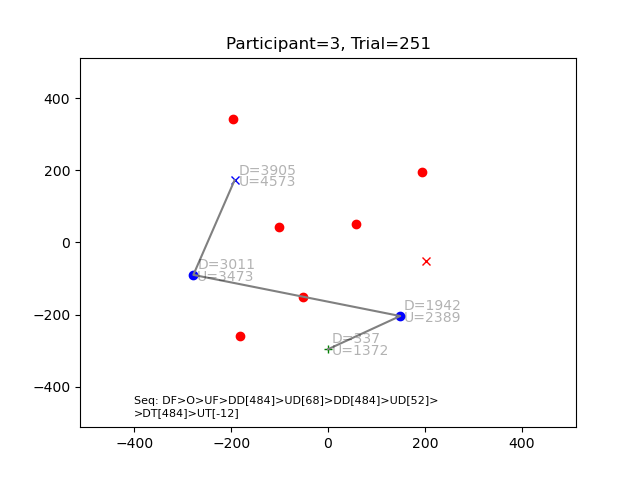 Participant=3, Trial=251
400
200
0
−200
−400
D=3905
U=4573
D=3011
U=3473
D=1942
U=2389
D=337
U=1372
Seq: DF>O>UF>DD[484]>UD[68]>DD[484]>UD[52]>
>DT[484]>UT[-12]
−400
−200
0
200
400